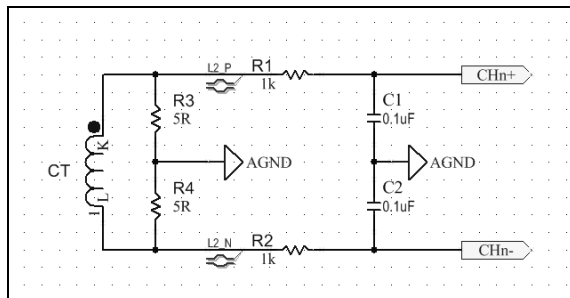 L2_P
R1
1k
CHn+
R3
5R
C1
0.1uF
K
CT
AGND
AGND
L
1
R4
5R
C2
0.1uF
L2_N
R2
1k
CHn-